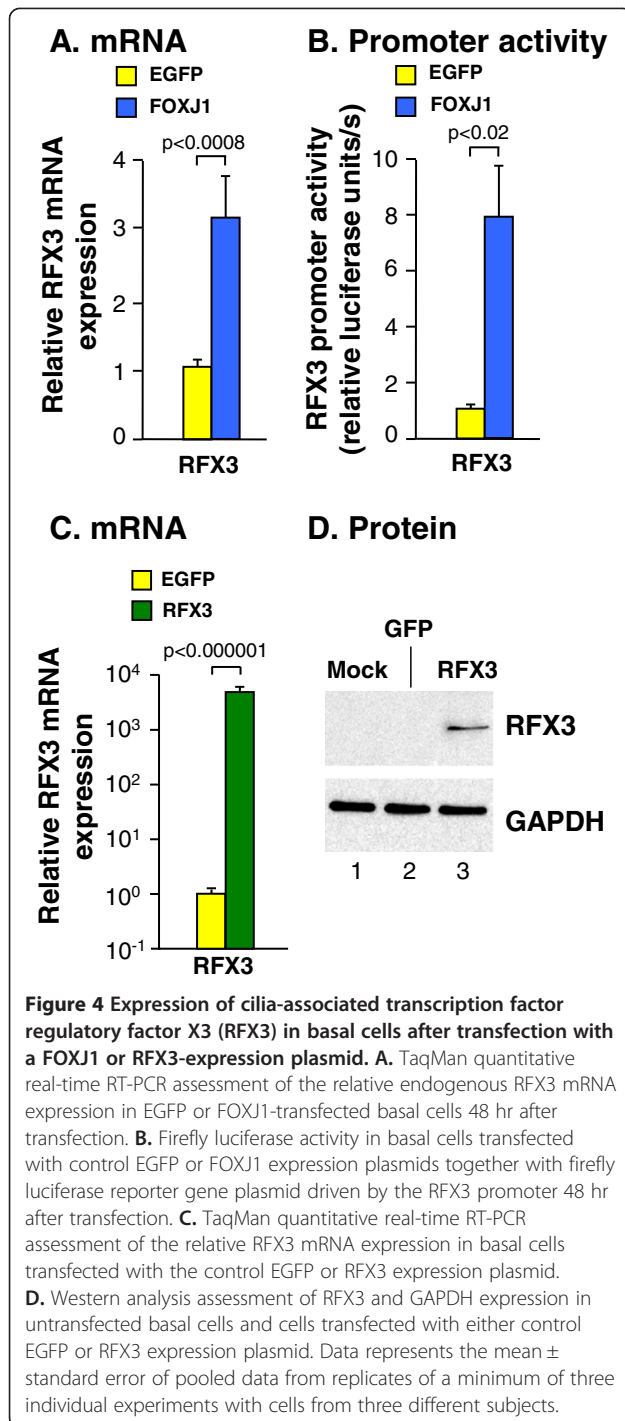 A. mRNA
EGFP
FOXJ1
p<0.0008
4
3
2
1
0
Relative RFX3 mRNA
expression
RFX3
B. Promoter activity
EGFP
FOXJ1
p<0.02
10
8
6
4
2
0
RFX3 promoter activity
(relative luciferase units/s)
RFX3
C. mRNA
EGFP
RFX3
p<0.000001
10⁴
10³
10²
10¹
10⁰
10⁻¹
Relative RFX3 mRNA
expression
RFX3
D. Protein
GFP
Mock RFX3
RFX3
GAPDH
1 2 3
Figure 4 Expression of cilia-associated transcription factor
regulatory factor X3 (RFX3) in basal cells after transfection with
a FOXJ1 or RFX3-expression plasmid. A. TaqMan quantitative
real-time RT-PCR assessment of the relative endogenous RFX3 mRNA
expression in EGFP or FOXJ1-transfected basal cells 48 hr after
transfection. B. Firefly luciferase activity in basal cells transfected
with control EGFP or FOXJ1 expression plasmids together with firefly
luciferase reporter gene plasmid driven by the RFX3 promoter 48 hr
after transfection. C. TaqMan quantitative real-time RT-PCR
assessment of the relative RFX3 mRNA expression in basal cells
transfected with the control EGFP or RFX3 expression plasmid.
D. Western analysis assessment of RFX3 and GAPDH expression in
untransfected basal cells and cells transfected with either control
EGFP or RFX3 expression plasmid. Data represents the mean ±
standard error of pooled data from replicates of a minimum of three
individual experiments with cells from three different subjects.